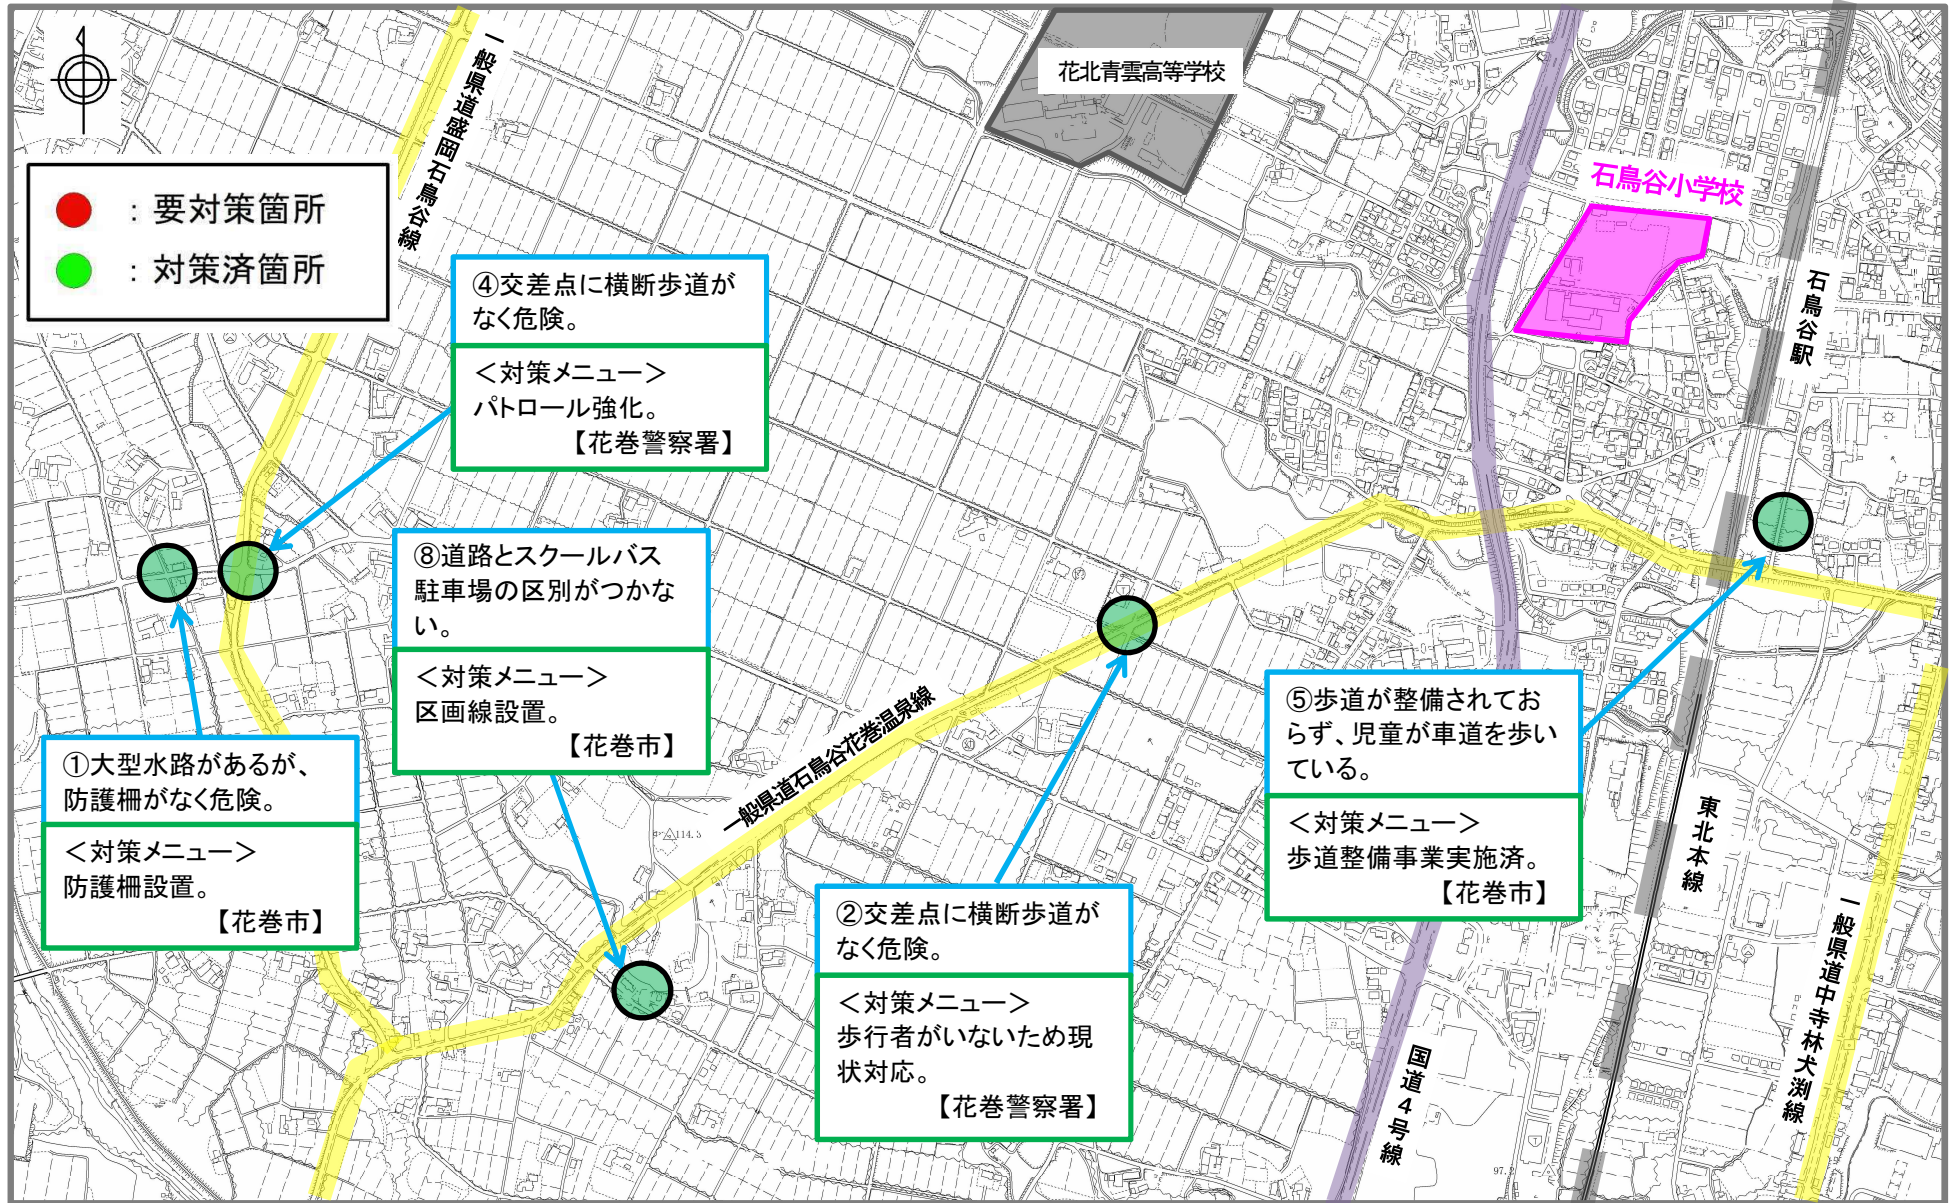 一般県道盛岡石鳥谷線
花北青雲高等学校
石鳥谷小学校
石鳥谷駅
：要対策箇所
：対策済箇所
④交差点に横断歩道が
なく危険。
＜対策メニュー＞
パトロール強化。
【花巻警察署】
⑧道路とスクールバス
駐車場の区別がつかな
い。
＜対策メニュー＞
区画線設置。
【花巻市】
①大型水路があるが、
防護柵がなく危険。
＜対策メニュー＞
防護柵設置。
【花巻市】
一般県道石鳥谷花巻温泉線
②交差点に横断歩道が
なく危険。
＜対策メニュー＞
歩行者がいないため現
状対応。
【花巻警察署】
⑤歩道が整備されてお
らず、児童が車道を歩い
ている。
＜対策メニュー＞
歩道整備事業実施済。
【花巻市】
東北本線
一般県道中寺林犬渕線
国道４号線
114.3